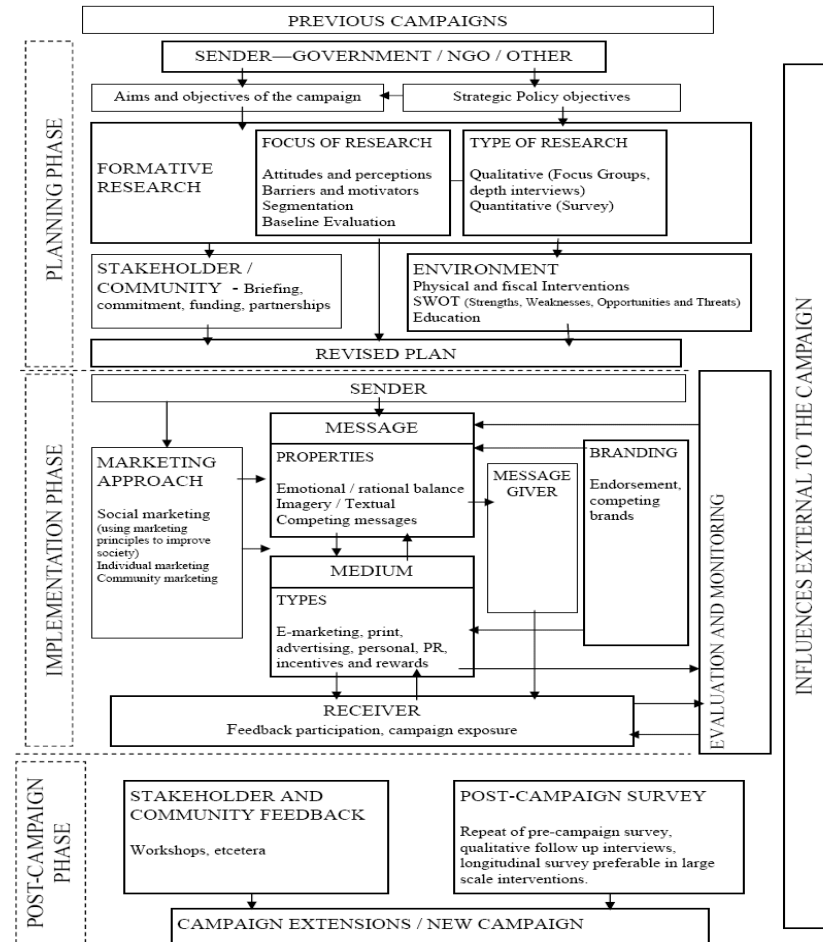 PREVIOUS CAMPAIGNS
PLANNING PHASE
SENDER—GOVERNMENT / NGO / OTHER
Aims and objectives of the campaign
Strategic Policy objectives
FORMATIVE
RESEARCH
FOCUS OF RESEARCH
Attitudes and perceptions
Barriers and motivators
Segmentation
Baseline Evaluation
TYPE OF RESEARCH
Qualitative (Focus Groups,
depth interviews)
Quantitative (Survey)
STAKEHOLDER /
COMMUNITY - Briefing,
commitment, funding, partnerships
ENVIRONMENT
Physical and fiscal Interventions
SWOT (Strengths, Weaknesses, Opportunities and Threats)
Education
REVISED PLAN
IMPLEMENTATION PHASE
SENDER
MESSAGE
PROPERTIES
Emotional / rational balance
Imagery / Textual
Competing messages
MARKETING
APPROACH
Social marketing
(using marketing
principles to improve
society)
Individual marketing
Community marketing
MESSAGE
GIVER
BRANDING
Endorsement,
competing
brands
MEDIUM
TYPES
E-marketing, print,
advertising, personal, PR,
incentives and rewards
RECEIVER
Feedback participation, campaign exposure
EVALUATION AND MONITORING
INFLUENCES EXTERNAL TO THE CAMPAIGN
POST-CAMPAIGN
PHASE
STAKEHOLDER AND
COMMUNITY FEEDBACK
Workshops, etcetera
POST-CAMPAIGN SURVEY
Repeat of pre-campaign survey,
qualitative follow up interviews,
longitudinal survey preferable in large
scale interventions.
CAMPAIGN EXTENSIONS / NEW CAMPAIGN